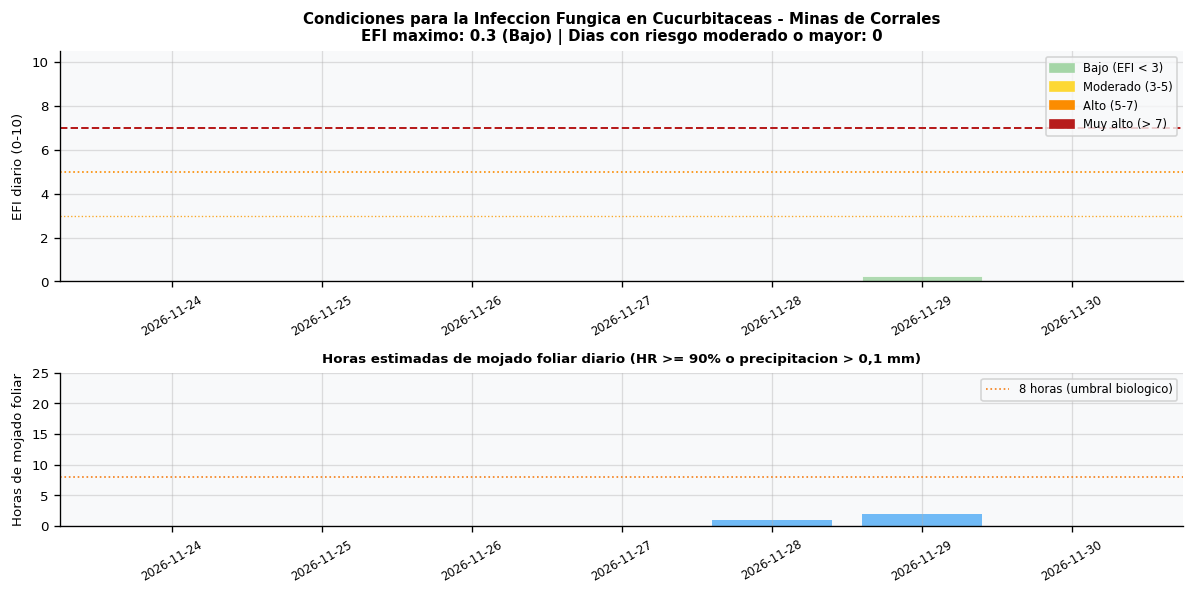 Condiciones para la Infeccion Fungica en Cucurbitaceas - Minas de Corrales
EFI maximo: 0.3 (Bajo) | Dias con riesgo moderado o mayor: 0
EFI diario (0-10)
10
8
6
4
2
0
Bajo (EFI < 3)
Moderado (3-5)
Alto (5-7)
Muy alto (> 7)
2026-11-24
2026-11-25
2026-11-26
2026-11-27
2026-11-28
2026-11-29
2026-11-30
Horas estimadas de mojado foliar diario (HR >= 90% o precipitacion > 0,1 mm)
Horas de mojado foliar
25
20
15
10
5
0
8 horas (umbral biologico)
2026-11-24
2026-11-25
2026-11-26
2026-11-27
2026-11-28
2026-11-29
2026-11-30